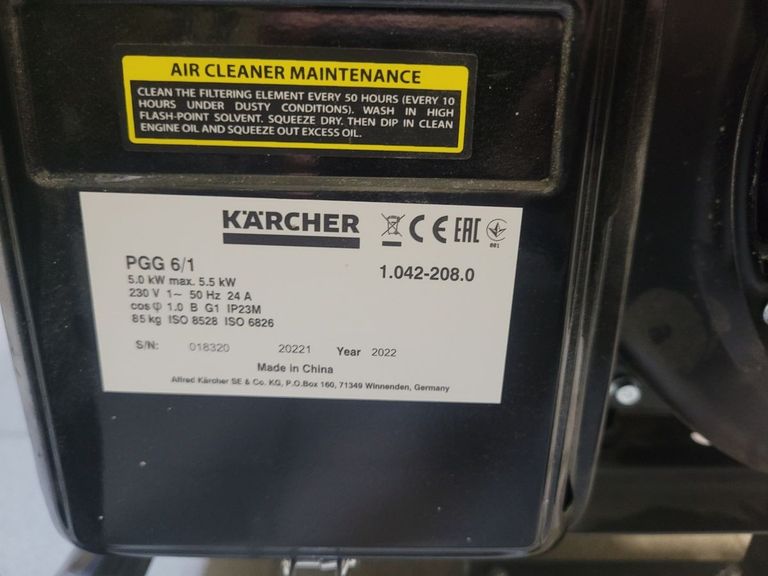 AIR CLEANER MAINTENANCE
CLEAN THE FILTERING ELEMENT EVERY 50 HOURS (EVERY 10
HOURS UNDER DUSTY CONDITIONS). WASH IN HIGH
FLASH-POINT SOLVENT. SQUEEZE DRY. THEN DIP IN CLEAN
ENGINE OIL AND SQUEEZE OUT EXCESS OIL.
KÄRCHER CE EAC
001
PGG 6/1 1.042-208.0
5.0 kW max. 5.5 kW
230 V 1~ 50 Hz 24 A
cos φ 1.0 B G1 IP23M
85 kg ISO 8528 ISO 6826
S/N: 018320 20221 Year 2022
Made in China
Alfred Kärcher SE & Co. KG, P.O.Box 160, 71349 Winnenden, Germany